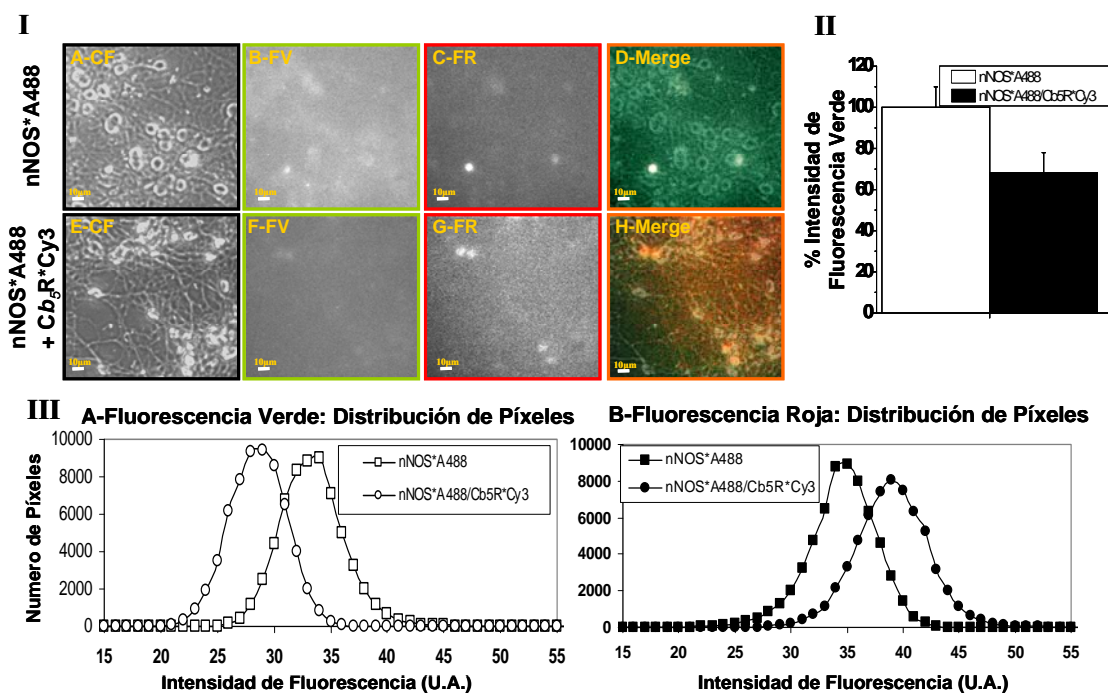 I
nNOS*A488
A-CF
10µm
B-FV
10µm
C-FR
10µm
D-Merge
10µm
nNOS*A488
+ Cb5R*Cy3
E-CF
10µm
F-FV
10µm
G-FR
10µm
H-Merge
10µm
II
% Intensidad de
Fluorescencia Verde
120
100
80
60
40
20
0
nNOS*A488
nNOS*A488/Cb5R*Cy3
III
A-Fluorescencia Verde: Distribución de Píxeles
Numero de Píxeles
10000
8000
6000
4000
2000
0
nNOS*A488
nNOS*A488/Cb5R*Cy3
15 20 25 30 35 40 45 50 55
Intensidad de Fluorescencia (U.A.)
B-Fluorescencia Roja: Distribución de Píxeles
10000
8000
6000
4000
2000
0
nNOS*A488
nNOS*A488/Cb5R*Cy3
15 20 25 30 35 40 45 50 55
Intensidad de Fluorescencia (U.A.)